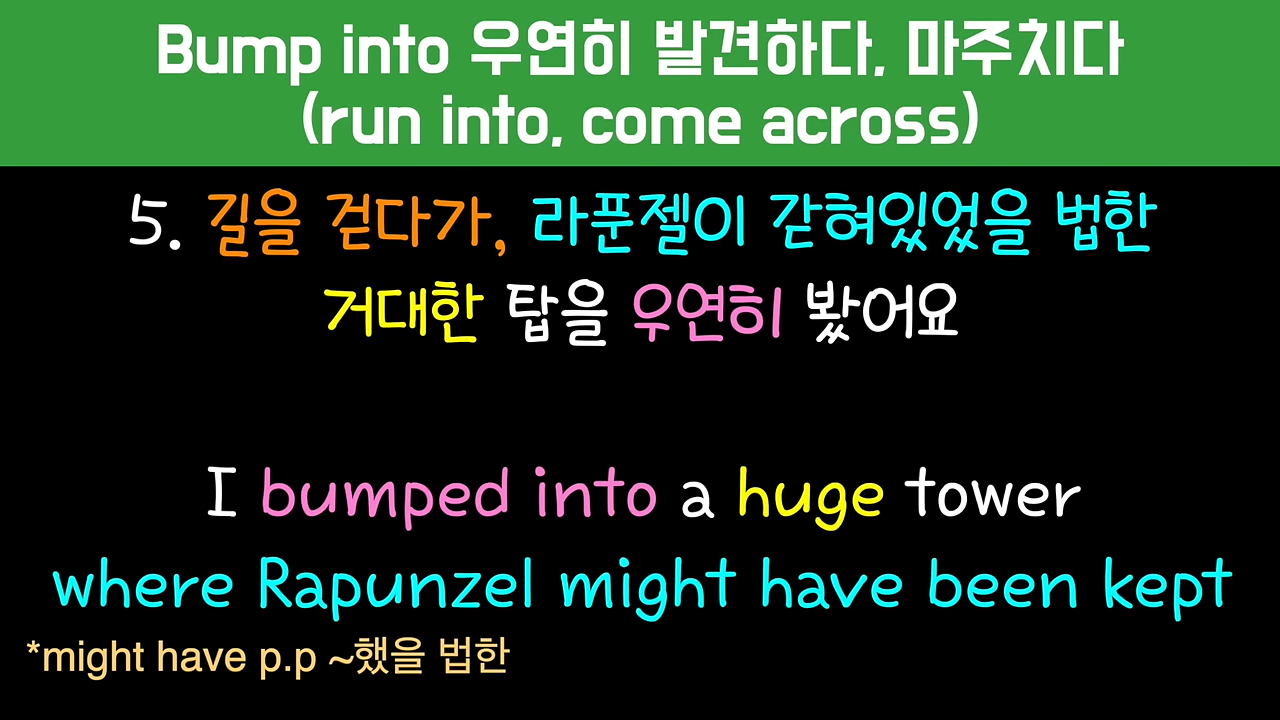 Bump into 우연히 발견하다, 마주치다
(run into, come across)
5. 길을 걷다가, 라푼젤이 갇혀있었을 법한
거대한 탑을 우연히 봤어요
I bumped into a huge tower
where Rapunzel might have been kept
*might have p.p ~했을 법한